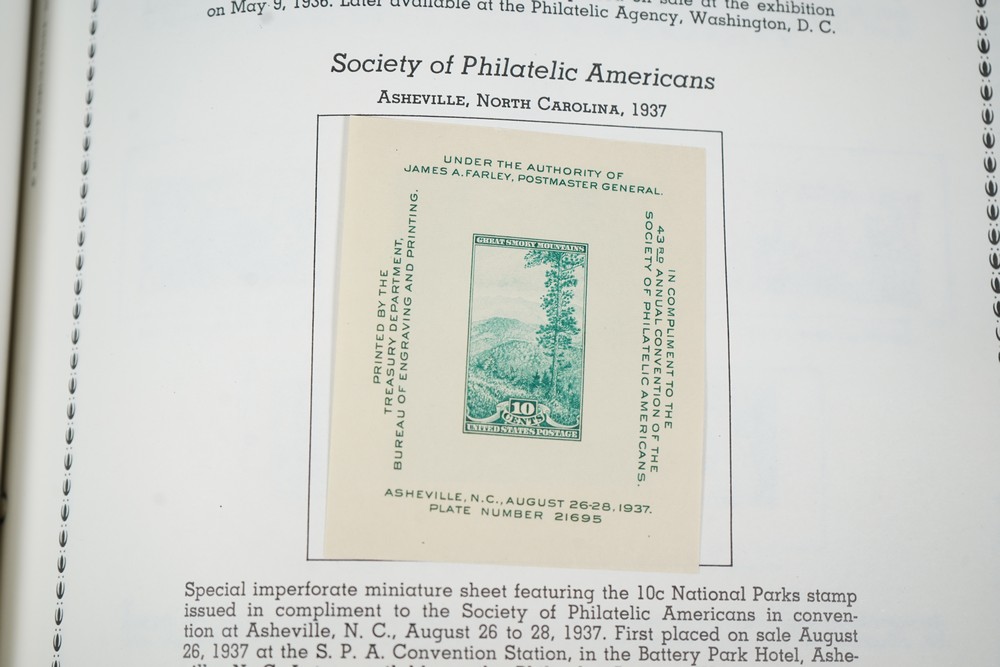 sale at the exhibition
on May 9, 1936. Later available at the Philatelic Agency, Washington, D. C.
Society of Philatelic Americans
ASHEVILLE, NORTH CAROLINA, 1937
UNDER THE AUTHORITY OF
JAMES A. FARLEY, POSTMASTER GENERAL.
PRINTED BY THE
TREASURY DEPARTMENT,
BUREAU OF ENGRAVING AND PRINTING.
GREAT SMOKY MOUNTAINS
10
CENTS
UNITED STATES POSTAGE
IN COMPLIMENT TO THE
43RD ANNUAL CONVENTION OF THE
SOCIETY OF PHILATELIC AMERICANS.
ASHEVILLE, N.C., AUGUST 26-28, 1937.
PLATE NUMBER 21695
Special imperforate miniature sheet featuring the 10c National Parks stamp
issued in compliment to the Society of Philatelic Americans in conven-
tion at Asheville, N. C., August 26 to 28, 1937. First placed on sale August
26, 1937 at the S. P. A. Convention Station, in the Battery Park Hotel, Ashe-